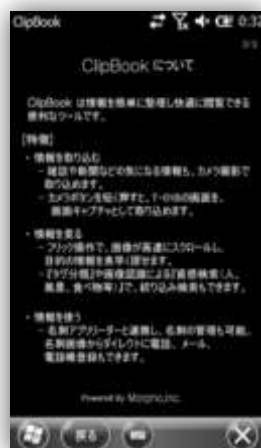 ClipBook 0:32
ClipBook について
ClipBook は情報を簡単に整理し快適に閲覧できる
便利なツールです。
[特徴]
・情報を取り込む
- 雑誌や新聞などの気になる情報も、カメラ撮影で
取り込めます。
- カメラボタンを短く押すと、T-01Bの画面を、
画面キャプチャとして取り込めます。
・情報を見る
- フリック操作で、画像が高速にスクロールし、
目的の情報を素早く探せます。
- 『タグ分類』や画像認識による『直感検索(人、
風景、食べ物等)』で、絞り込み検索もできます。
・情報を使う
- 名刺アプリリーダーと連携し、名刺の管理も可能。
名刺画像からダイレクトに電話、メール、
電話帳登録もできます。
Powered by Morpho,Inc.
戻る